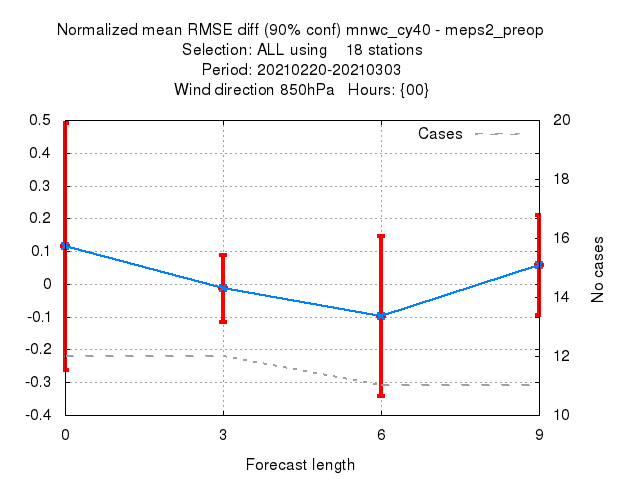 Normalized mean RMSE diff (90% conf) mnwc_cy40 - meps2_preop
Selection: ALL using    18 stations
Period: 20210220-20210303
Wind direction 850hPa   Hours: {00}
Cases
0.5
0.4
0.3
0.2
0.1
0
-0.1
-0.2
-0.3
-0.4
20
18
16
14
12
10
No cases
0
3
6
9
Forecast length